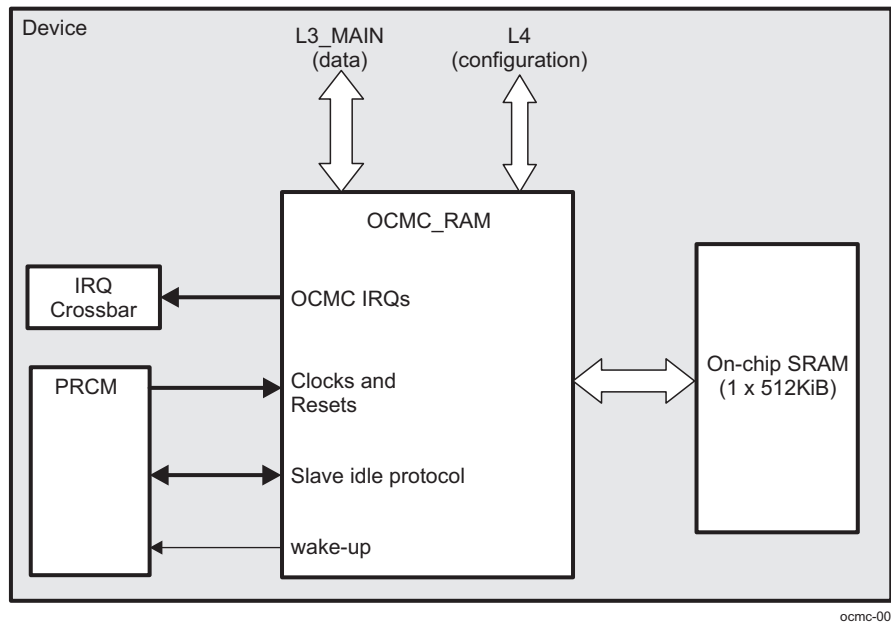 Device
L3_MAIN
(data)
L4
(configuration)
OCMC_RAM
IRQ
Crossbar
OCMC IRQs
PRCM
Clocks and
Resets
Slave idle protocol
wake-up
On-chip SRAM
(1 x 512KiB)
ocmc-00